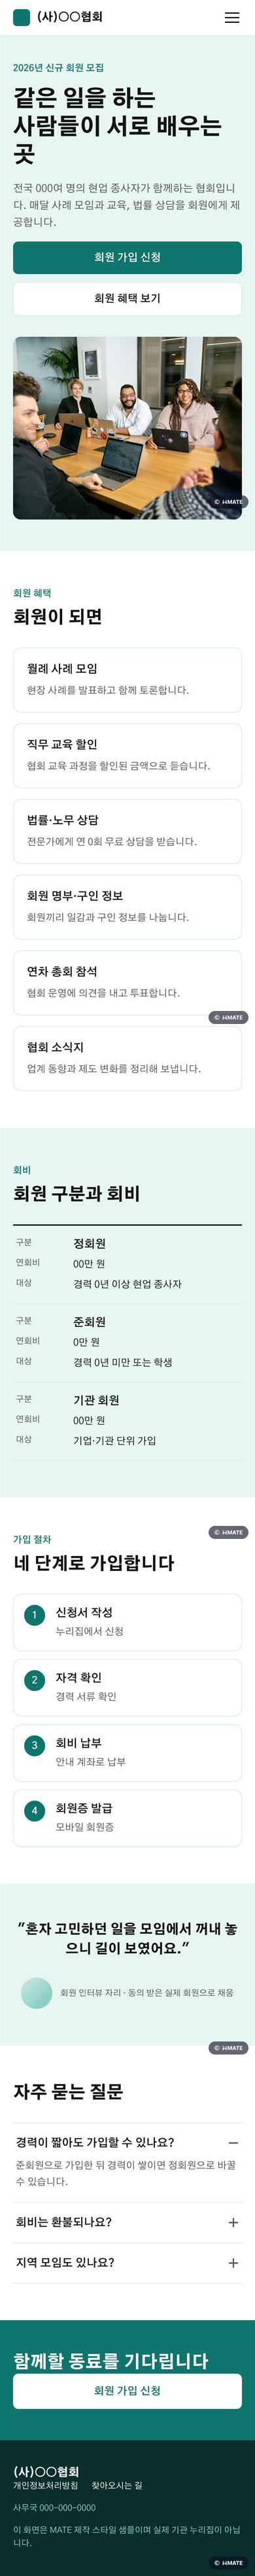 (사)○○협회
2026년 신규 회원 모집
같은 일을 하는
사람들이 서로 배우는
곳
전국 000여 명의 현업 종사자가 함께하는 협회입니
다. 매달 사례 모임과 교육, 법률 상담을 회원에게 제
공합니다.
회원 가입 신청
회원 혜택 보기
© HMATE
회원 혜택
회원이 되면
월례 사례 모임
현장 사례를 발표하고 함께 토론합니다.
직무 교육 할인
협회 교육 과정을 할인된 금액으로 듣습니다.
법률·노무 상담
전문가에게 연 0회 무료 상담을 받습니다.
회원 명부·구인 정보
회원끼리 일감과 구인 정보를 나눕니다.
연차 총회 참석
협회 운영에 의견을 내고 투표합니다.
© HMATE
협회 소식지
업계 동향과 제도 변화를 정리해 보냅니다.
회비
회원 구분과 회비
구분 정회원
연회비 00만 원
대상 경력 0년 이상 현업 종사자
구분 준회원
연회비 0만 원
대상 경력 0년 미만 또는 학생
구분 기관 회원
연회비 00만 원
대상 기업·기관 단위 가입
© HMATE
가입 절차
네 단계로 가입합니다
1 신청서 작성
누리집에서 신청
2 자격 확인
경력 서류 확인
3 회비 납부
안내 계좌로 납부
4 회원증 발급
모바일 회원증
"혼자 고민하던 일을 모임에서 꺼내 놓
으니 길이 보였어요."
회원 인터뷰 자리 · 동의 받은 실제 회원으로 채움
© HMATE
자주 묻는 질문
경력이 짧아도 가입할 수 있나요?
준회원으로 가입한 뒤 경력이 쌓이면 정회원으로 바꿀
수 있습니다.
회비는 환불되나요?
지역 모임도 있나요?
함께할 동료를 기다립니다
회원 가입 신청
(사)○○협회
개인정보처리방침 찾아오시는 길
사무국 000-000-0000
이 화면은 MATE 제작 스타일 샘플이며 실제 기관 누리집이 아닙
니다.
© HMATE